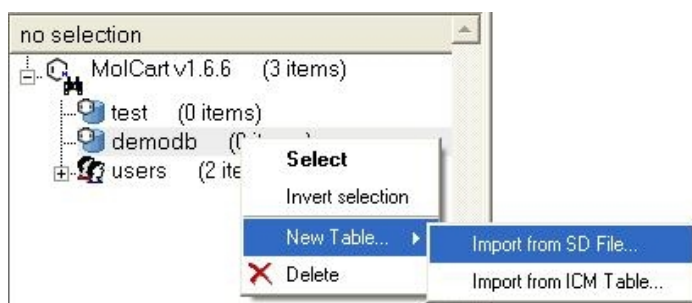 no selection
MolCart v1.6.6 (3 items)
test (0 items)
demodb
users (2
Select
Invert selection
New Table...
Delete
Import from SD File...
Import from ICM Table...